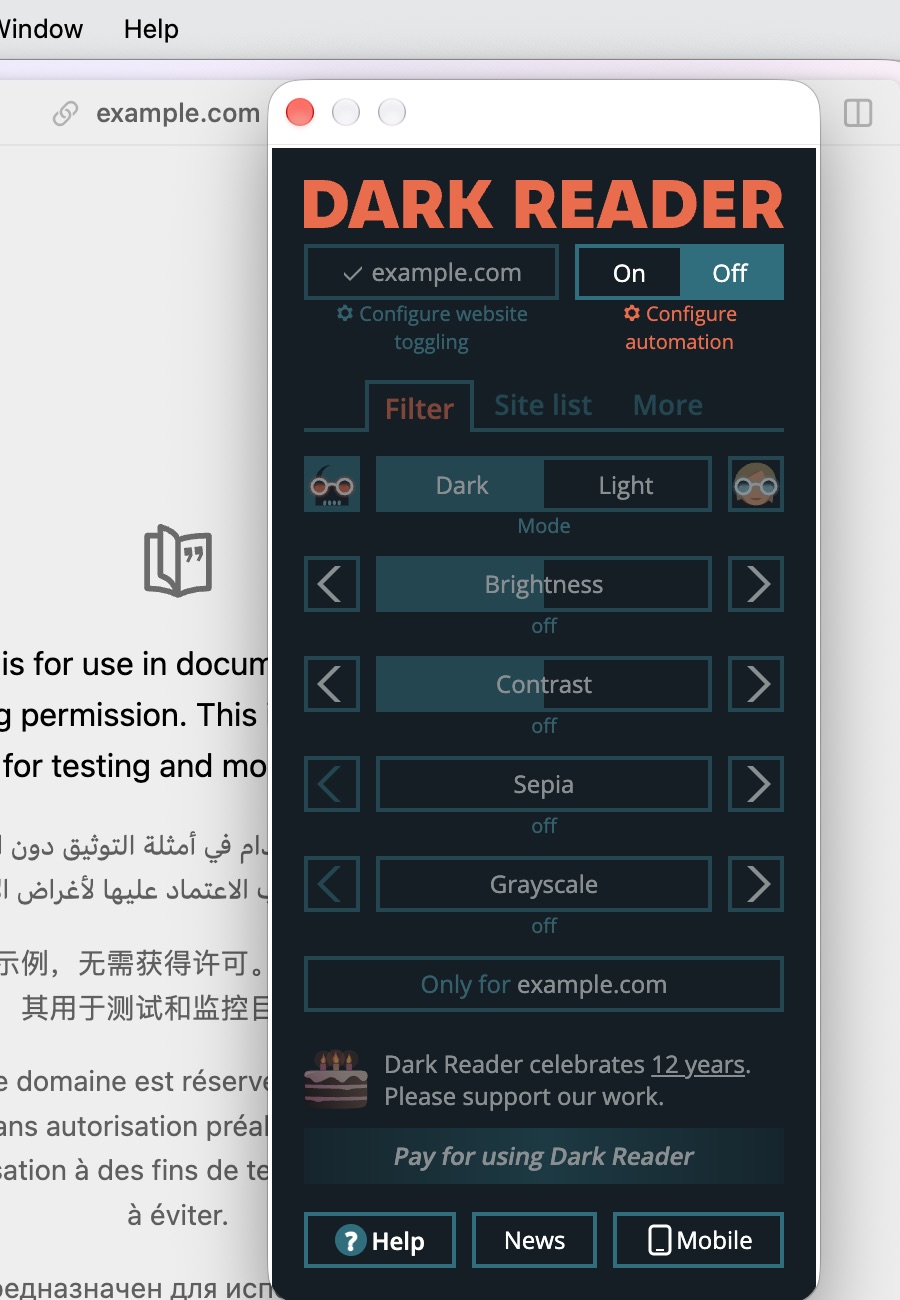 Window Help
example.com
DARK READER
example.com
On Off
Configure website
toggling
Configure
automation
Filter Site list More
Dark Light
Mode
Brightness
off
Contrast
off
Sepia
off
Grayscale
off
Only for example.com
Dark Reader celebrates 12 years.
Please support our work.
Pay for using Dark Reader
? Help News Mobile
is for use in docum
g permission. This
for testing and mo
دام في أمثلة التوثيق دون ا
ب الاعتماد عليها لأغراض ال
示例，无需获得许可。
其用于测试和监控目
e domaine est réservé
ans autorisation préal
sation à des fins de te
à éviter.
редназначен для исп